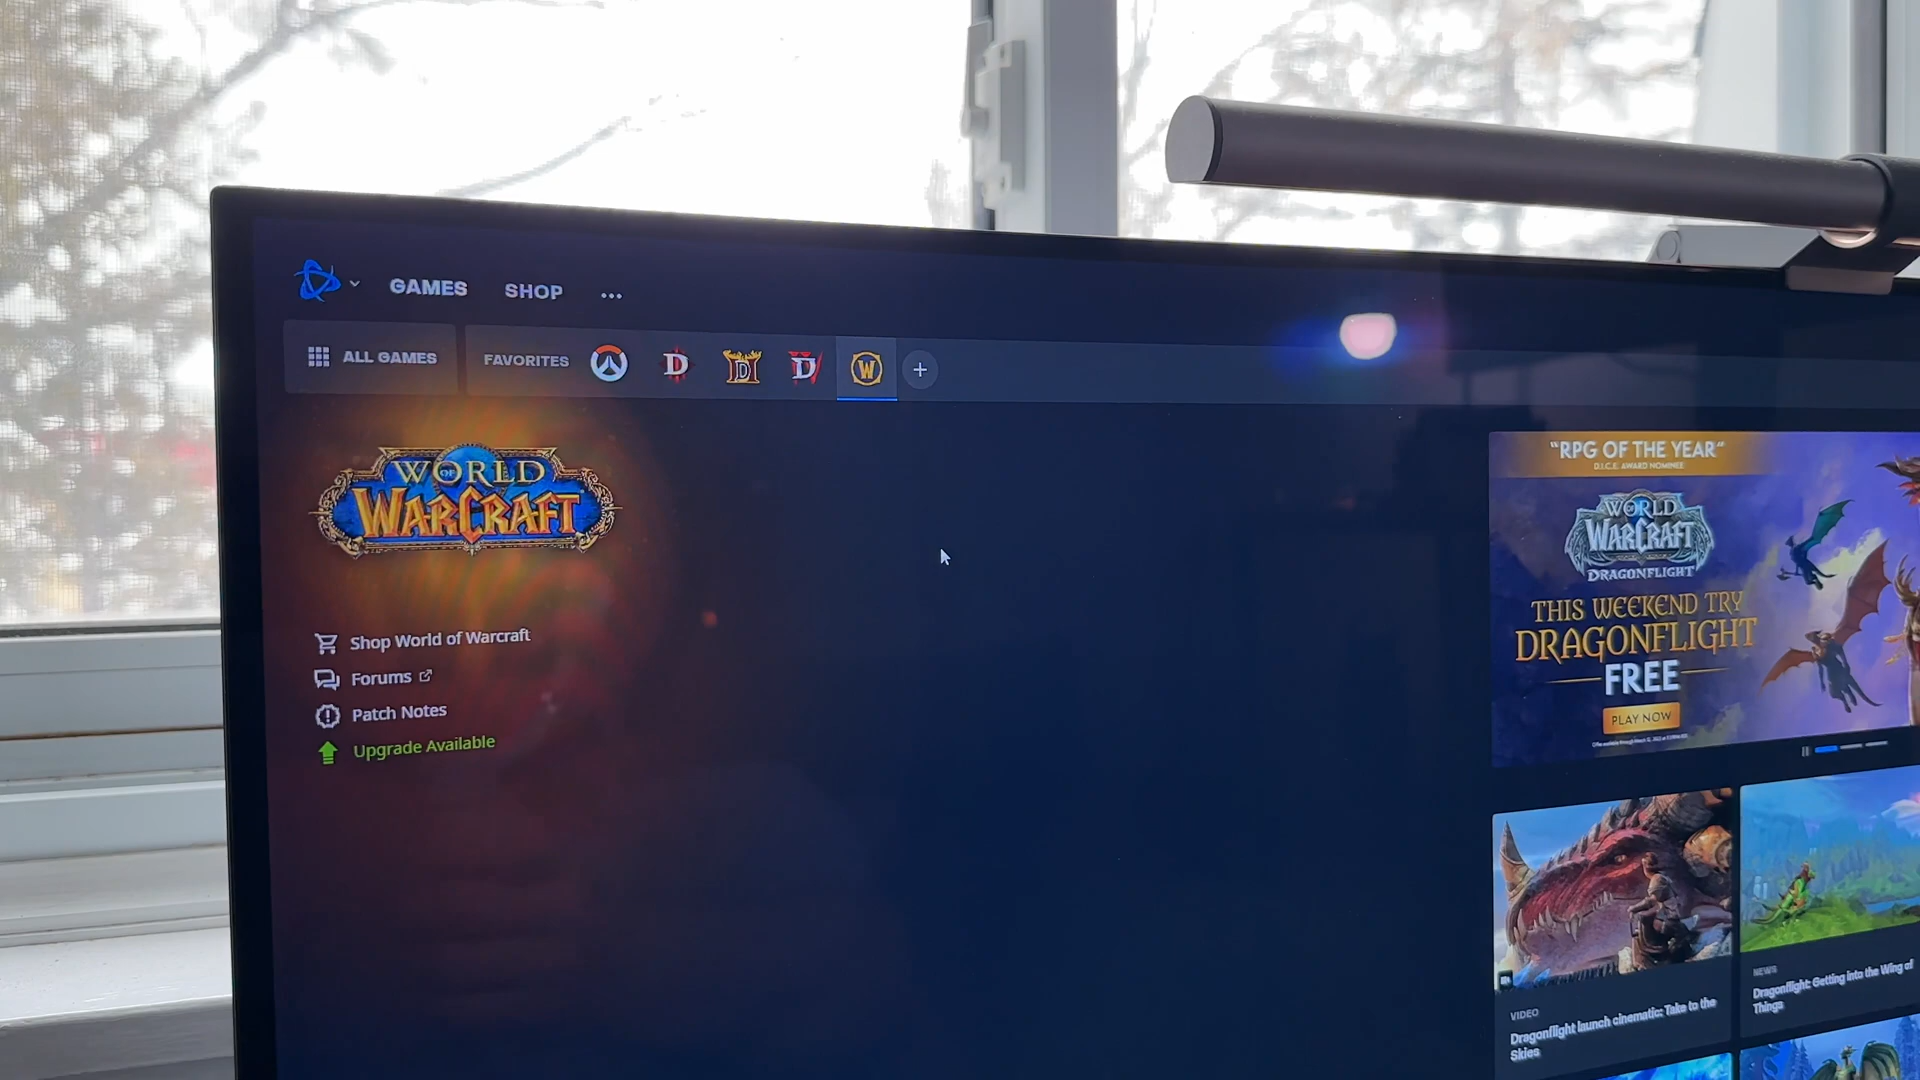 GAMES SHOP ...
ALL GAMES FAVORITES D D D W +
WORLD OF
WARCRAFT
Shop World of Warcraft
Forums
Patch Notes
Upgrade Available
"RPG OF THE YEAR"
D.I.C.E. AWARD NOMINEE
WORLD OF
WARCRAFT
DRAGONFLIGHT
THIS WEEKEND TRY
DRAGONFLIGHT
FREE
PLAY NOW
VIDEO
Dragonflight launch cinematic: Take to the
Skies
NEWS
Dragonflight: Getting into the Wing of
Things